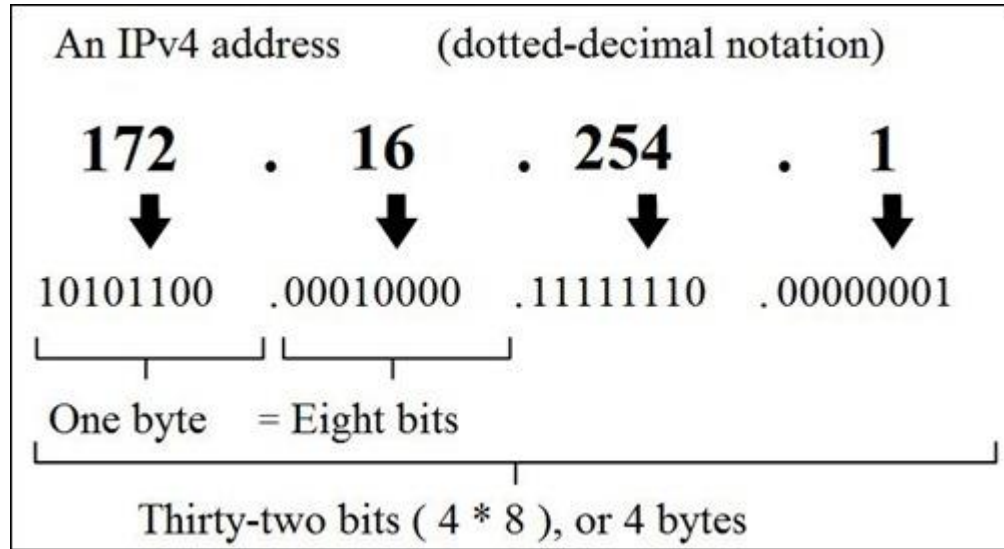 An IPv4 address (dotted-decimal notation)
172 . 16 . 254 . 1
10101100 .00010000 .11111110 .00000001
One byte = Eight bits
Thirty-two bits ( 4 * 8 ), or 4 bytes